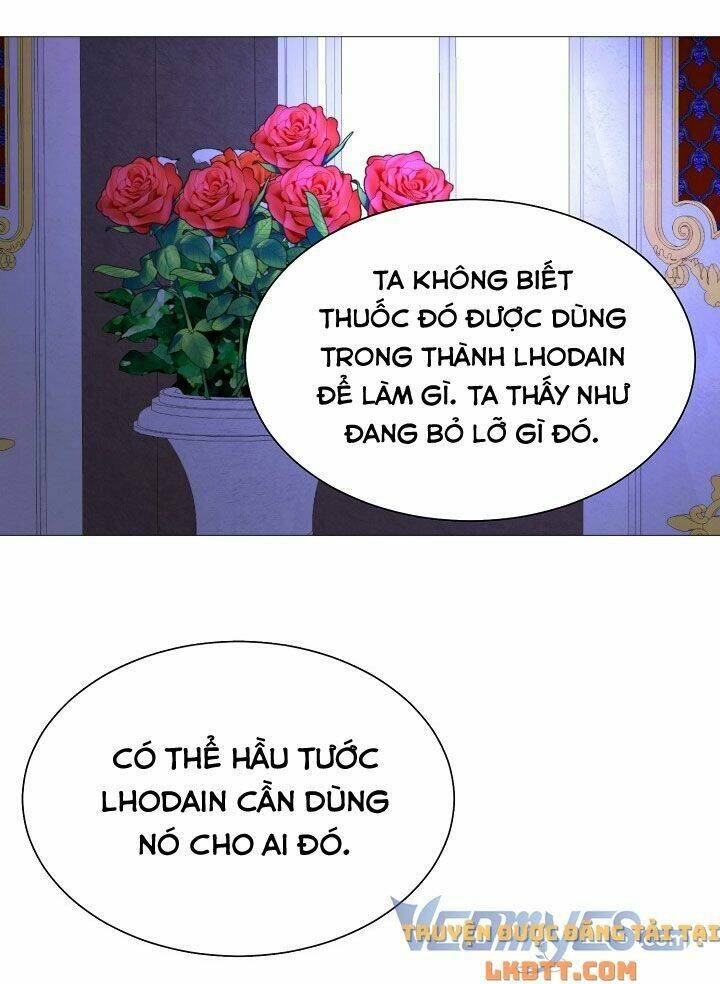 TA KHÔNG BIẾT
THUỐC ĐÓ ĐƯỢC DÙNG
TRONG THÀNH LHODAIN
ĐỂ LÀM GÌ. TA THẤY NHƯ
ĐANG BỎ LỠ GÌ ĐÓ.
CÓ THỂ HẦU TƯỚC
LHODAIN CẦN DÙNG
NÓ CHO AI ĐÓ.
TRUYỆN ĐƯỢC ĐĂNG TẢI TẠI
LKDTT.COM